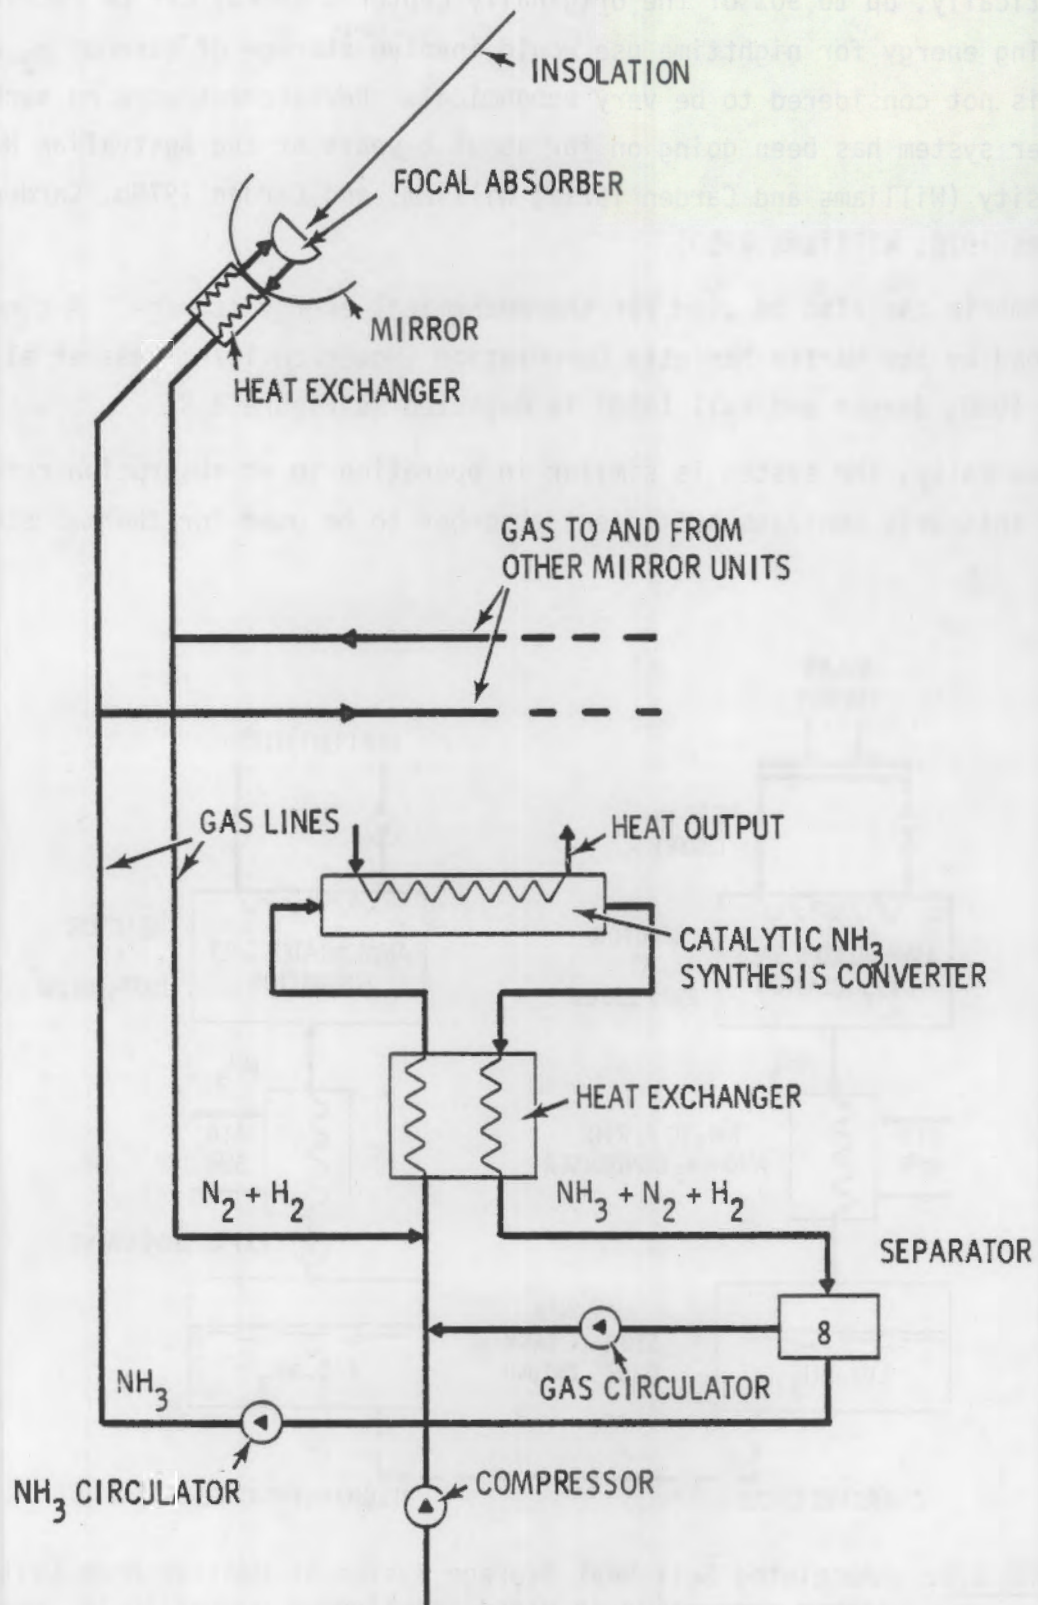 INSOLATION
FOCAL ABSORBER
MIRROR
HEAT EXCHANGER
GAS TO AND FROM
OTHER MIRROR UNITS
GAS LINES
HEAT OUTPUT
CATALYTIC NH3
SYNTHESIS CONVERTER
HEAT EXCHANGER
N2 + H2
NH3 + N2 + H2
SEPARATOR
8
GAS CIRCULATOR
NH3
NH3 CIRCULATOR
COMPRESSOR